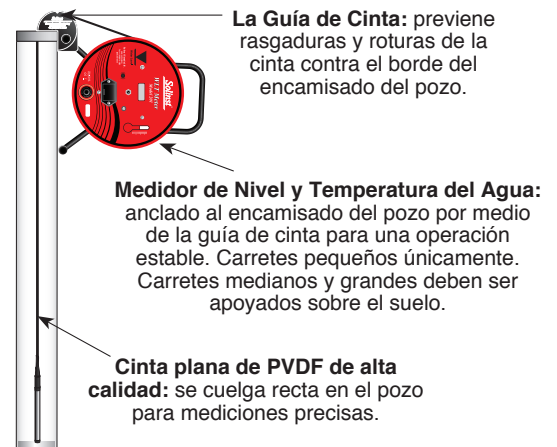 La Guía de Cinta: previene
rasgaduras y roturas de la
cinta contra el borde del
encamisado del pozo.
Solinst
WLT Meter
Medidor de Nivel y Temperatura del Agua:
anclado al encamisado del pozo por medio
de la guía de cinta para una operación
estable. Carretes pequeños únicamente.
Carretes medianos y grandes deben ser
apoyados sobre el suelo.
Cinta plana de PVDF de alta
calidad: se cuelga recta en el pozo
para mediciones precisas.